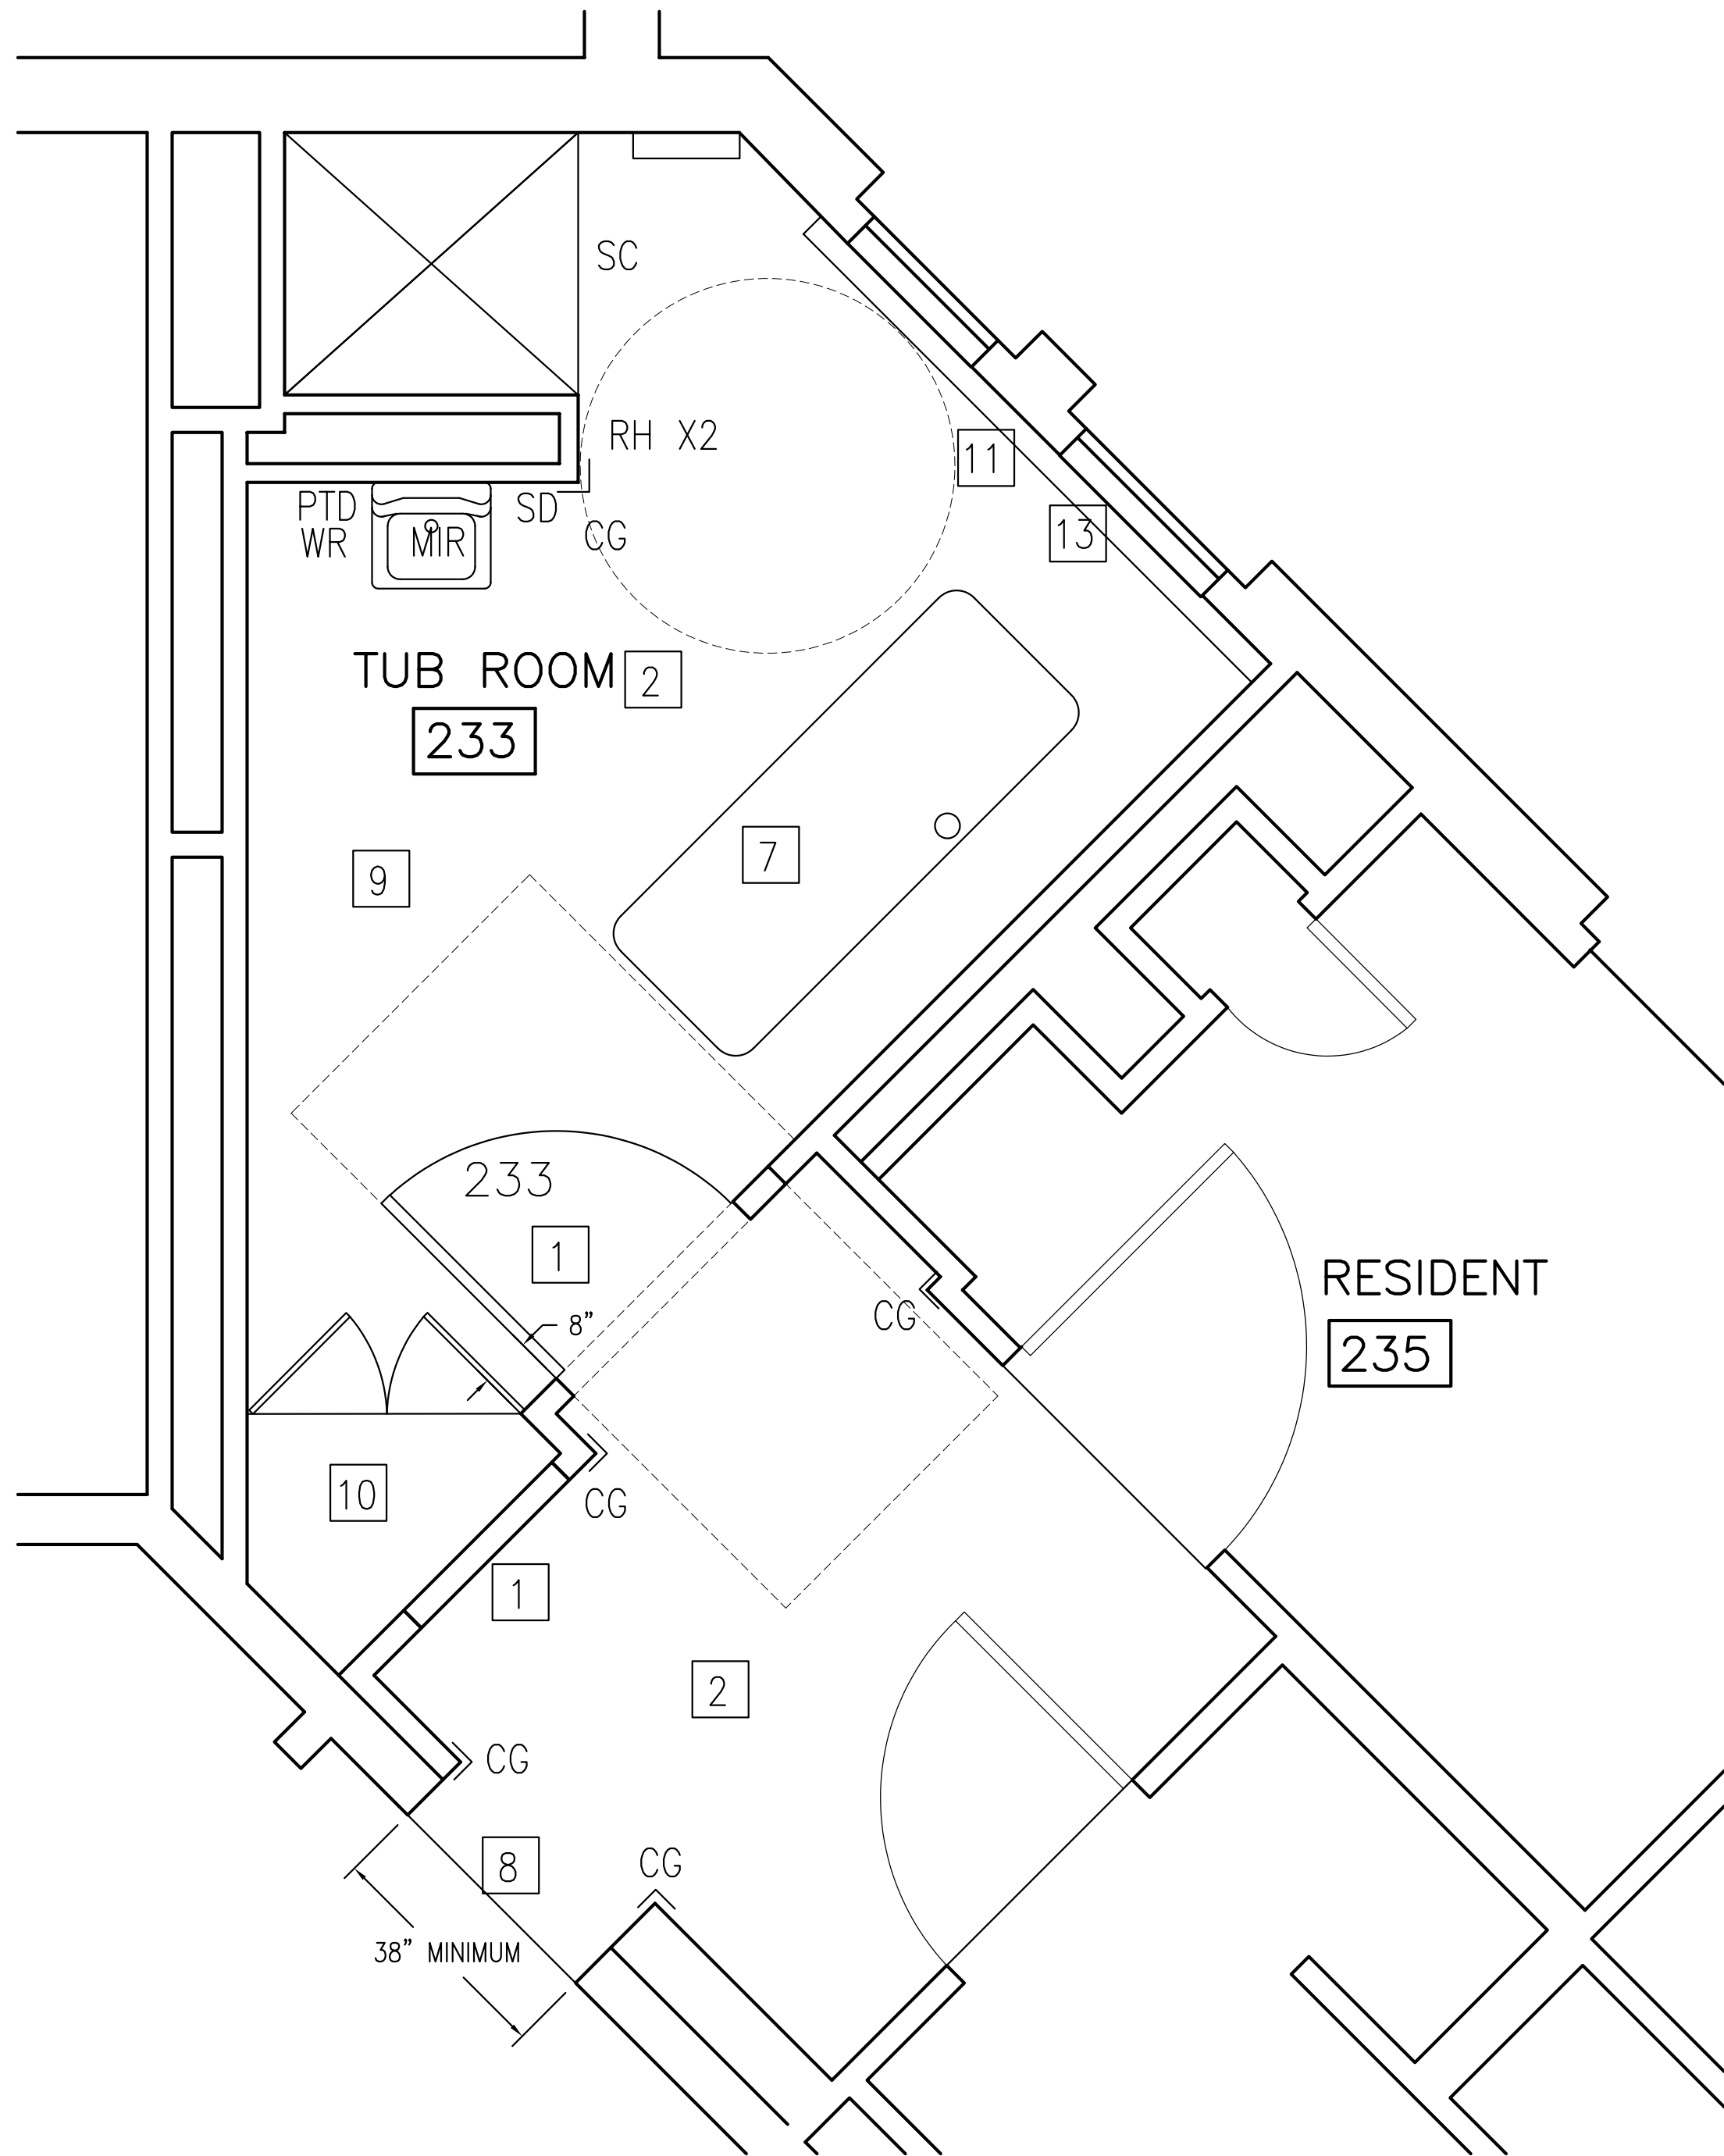 SC
RH X2
11
PTD
SD
13
WR
MIR
CG
TUB ROOM
2
233
7
9
233
1
RESIDENT
CG
8”
235
10
CG
1
2
CG
8
CG
38” MINIMUM